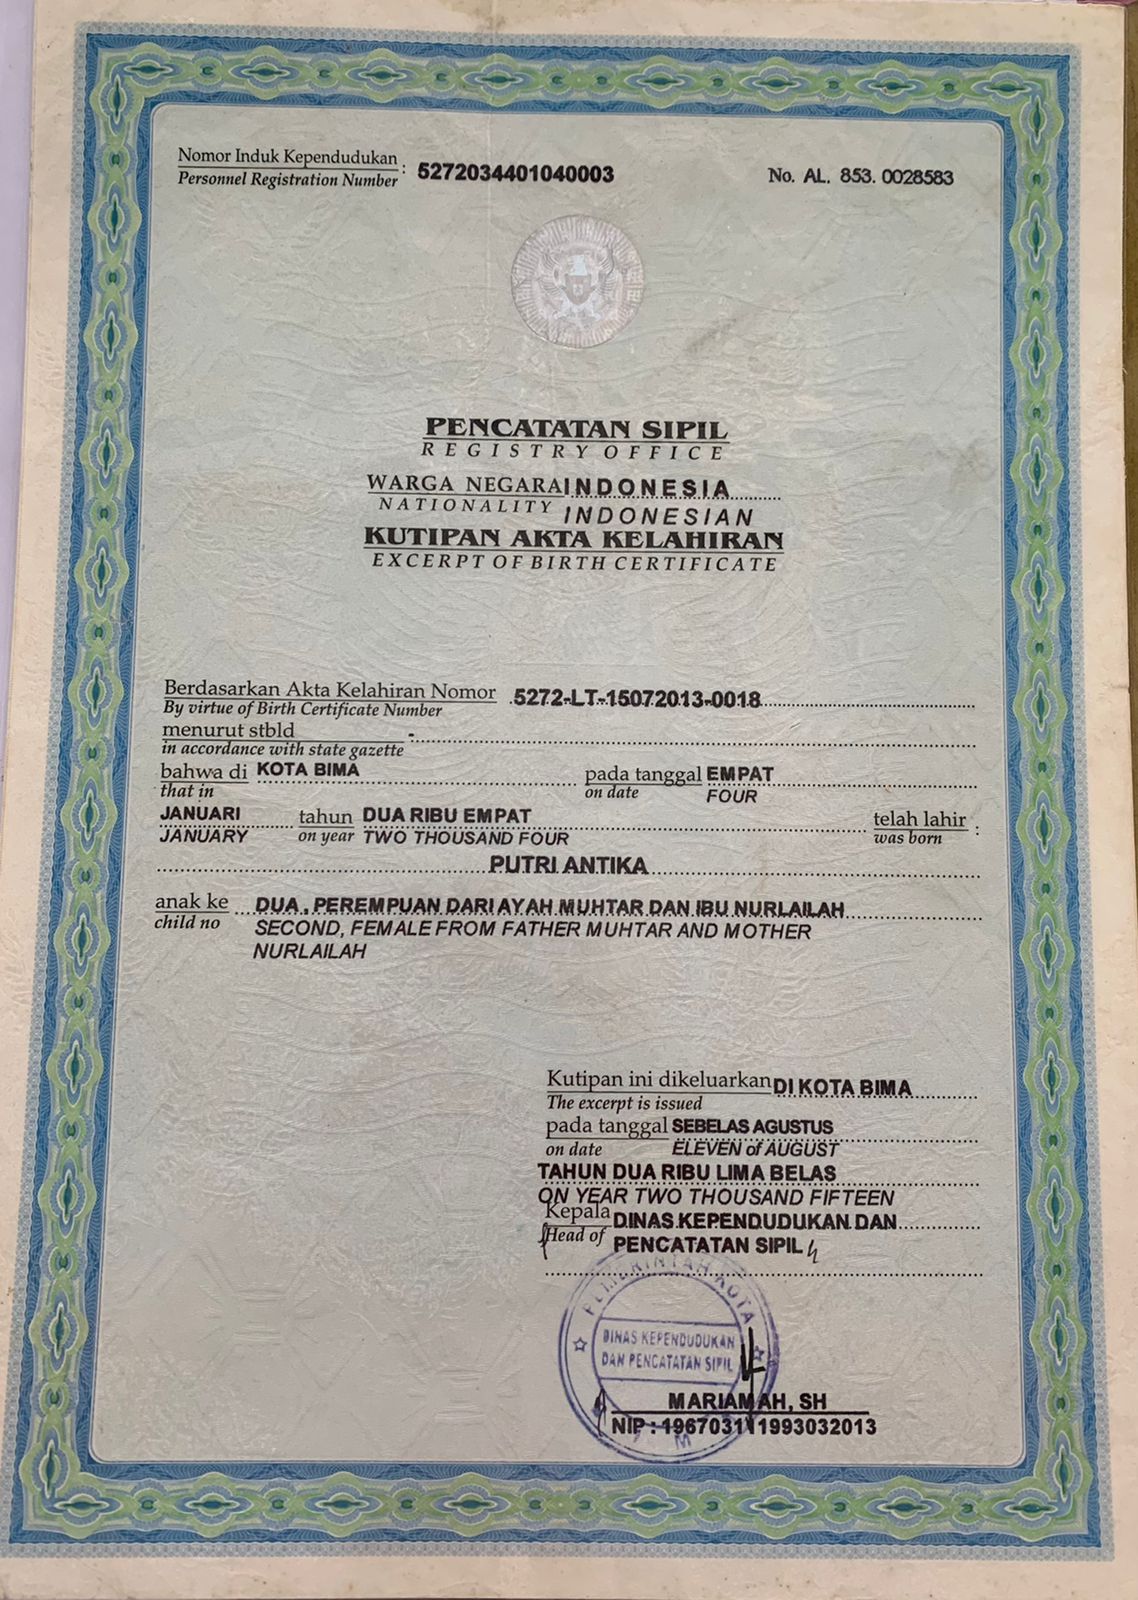 Nomor Induk Kependudukan : 5272034401040003
Personnel Registration Number
No. AL. 853. 0028583
PENCATATAN SIPIL
REGISTRY OFFICE
WARGA NEGARA INDONESIA
NATIONALITY INDONESIAN
KUTIPAN AKTA KELAHIRAN
EXCERPT OF BIRTH CERTIFICATE
Berdasarkan Akta Kelahiran Nomor 5272-LT-15072013-0018
By virtue of Birth Certificate Number
menurut stbld -
in accordance with state gazette
bahwa di KOTA BIMA pada tanggal EMPAT
that in on date FOUR
JANUARI tahun DUA RIBU EMPAT telah lahir :
JANUARY on year TWO THOUSAND FOUR was born
PUTRI ANTIKA
anak ke DUA, PEREMPUAN DARI AYAH MUHTAR DAN IBU NURLAILAH
child no SECOND, FEMALE FROM FATHER MUHTAR AND MOTHER
NURLAILAH
Kutipan ini dikeluarkan DI KOTA BIMA
The excerpt is issued
pada tanggal SEBELAS AGUSTUS
on date ELEVEN of AUGUST
TAHUN DUA RIBU LIMA BELAS
ON YEAR TWO THOUSAND FIFTEEN
Kepala DINAS KEPENDUDUKAN DAN
Head of PENCATATAN SIPIL
PEMERINTAH KOTA
DINAS KEPENDUDUKAN
DAN PENCATATAN SIPIL
MARIAMAH, SH
NIP : 196703111993032013